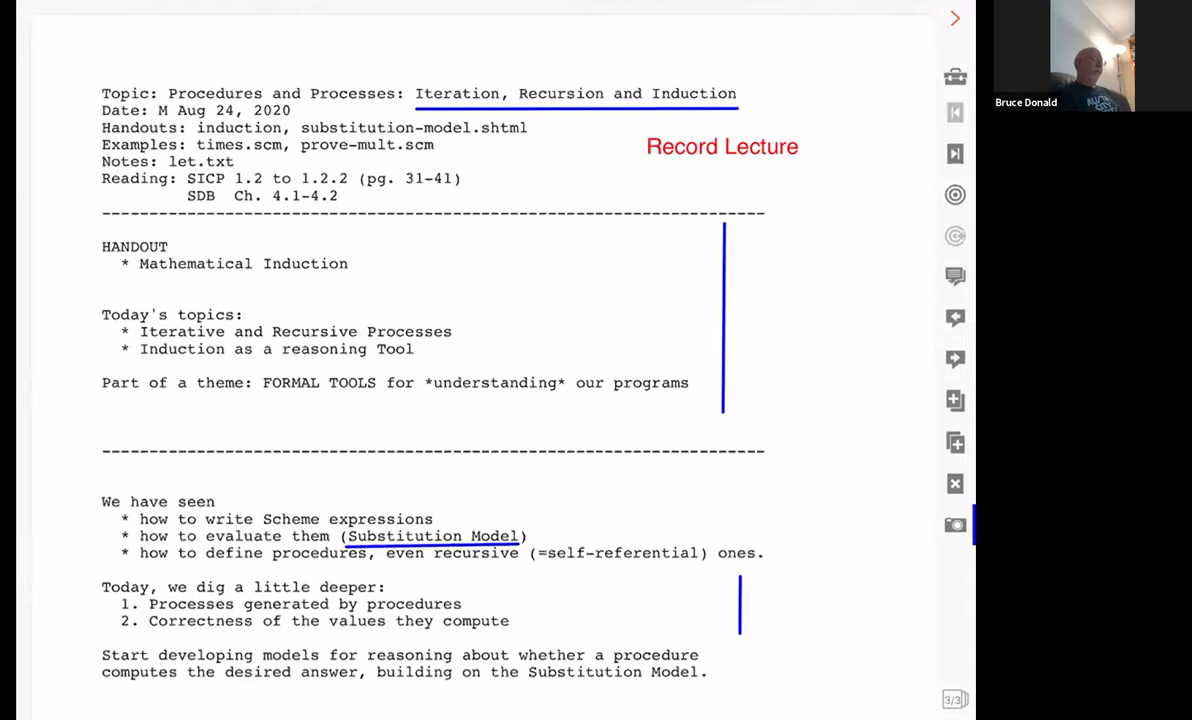 Topic: Procedures and Processes: Iteration, Recursion and Induction
Date: M Aug 24, 2020
Handouts: induction, substitution-model.shtml
Examples: times.scm, prove-mult.scm
Record Lecture
Notes: let.txt
Reading: SICP 1.2 to 1.2.2 (pg. 31-41)
SDB Ch. 4.1-4.2
-----------------------------------------------------------------------
HANDOUT
* Mathematical Induction
Today's topics:
* Iterative and Recursive Processes
* Induction as a reasoning Tool
Part of a theme: FORMAL TOOLS for *understanding* our programs
-----------------------------------------------------------------------
We have seen
* how to write Scheme expressions
* how to evaluate them (Substitution Model)
* how to define procedures, even recursive (=self-referential) ones.
Today, we dig a little deeper:
1. Processes generated by procedures
2. Correctness of the values they compute
Start developing models for reasoning about whether a procedure
computes the desired answer, building on the Substitution Model.
3/3
Bruce Donald